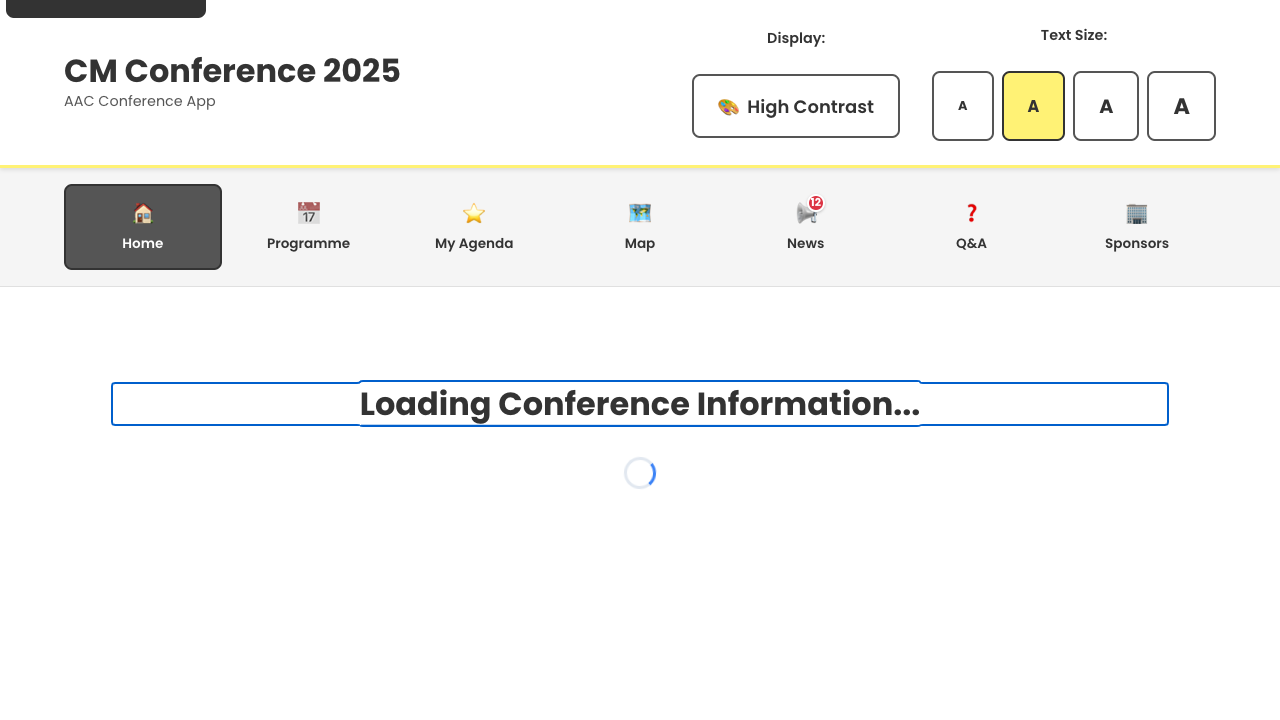 CM Conference 2025
AAC Conference App
Display:
High Contrast
Text Size:
A
A
A
A
Home
17
Programme
My Agenda
Map
12
News
Q&A
Sponsors
Loading Conference Information...